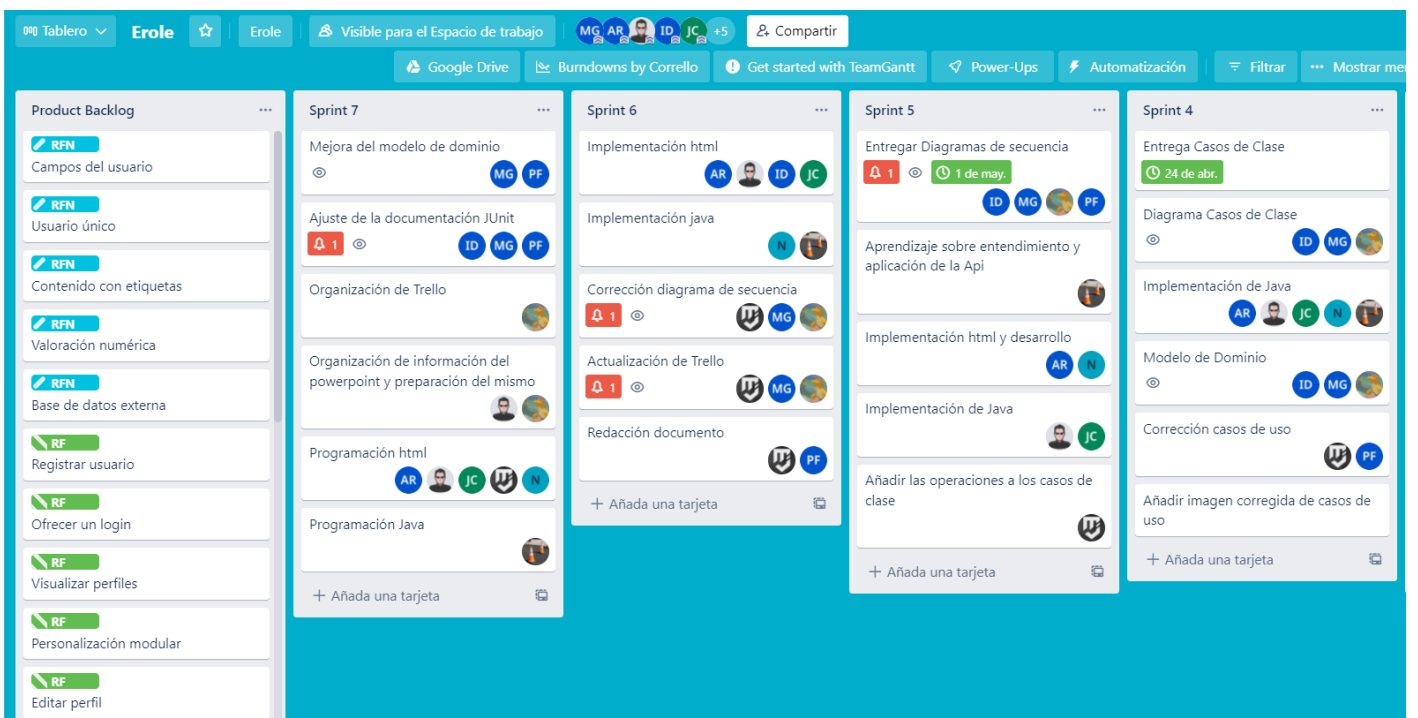 Tablero
Erole
Erole
Visible para el Espacio de trabajo
MG AR ID JC +5
Compartir
Google Drive
Burndowns by Corrello
Get started with TeamGantt
Power-Ups
Automatización
Filtrar
Mostrar me
Product Backlog
RFN
Campos del usuario
RFN
Usuario único
RFN
Contenido con etiquetas
RFN
Valoración numérica
RFN
Base de datos externa
RF
Registrar usuario
RF
Ofrecer un login
RF
Visualizar perfiles
RF
Personalización modular
RF
Editar perfil
Sprint 7
Mejora del modelo de dominio
MG PF
Ajuste de la documentación JUnit
1 ID MG PF
Organización de Trello
Organización de información del
powerpoint y preparación del mismo
Programación html
AR JC N
Programación Java
+ Añada una tarjeta
Sprint 6
Implementación html
AR ID JC
Implementación java
N
Corrección diagrama de secuencia
1 MG
Actualización de Trello
1 MG
Redacción documento
PF
+ Añada una tarjeta
Sprint 5
Entregar Diagramas de secuencia
1 1 de may.
ID MG PF
Aprendizaje sobre entendimiento y
aplicación de la Api
Implementación html y desarrollo
AR N
Implementación de Java
JC
Añadir las operaciones a los casos de
clase
+ Añada una tarjeta
Sprint 4
Entrega Casos de Clase
24 de abr.
Diagrama Casos de Clase
ID MG
Implementación de Java
AR JC N
Modelo de Dominio
ID MG
Corrección casos de uso
PF
Añadir imagen corregida de casos de
uso
+ Añada una tarjeta